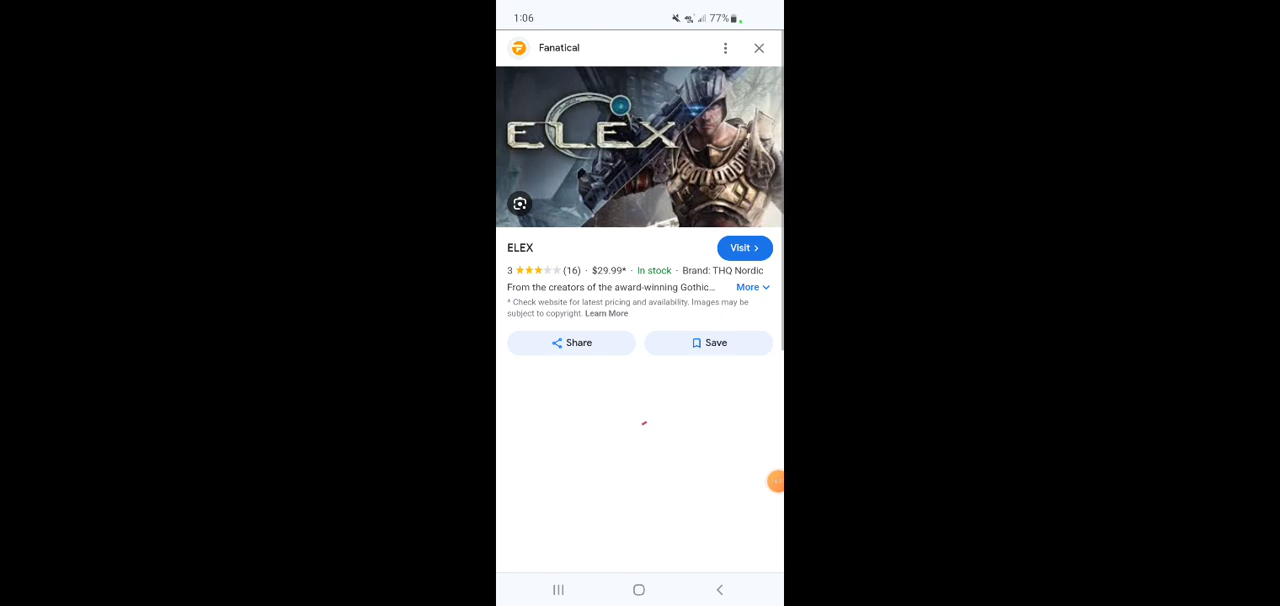 1:06
77%
Fanatical
ELEX
ELEX
Visit
3 (16) · $29.99* · In stock · Brand: THQ Nordic
From the creators of the award-winning Gothic... More
* Check website for latest pricing and availability. Images may be
subject to copyright. Learn More
Share
Save